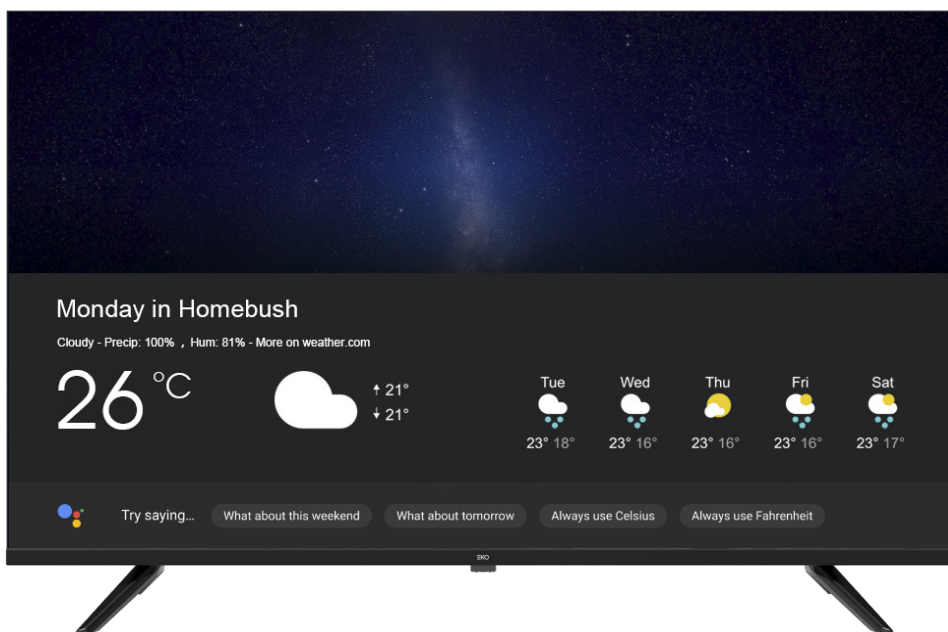 Monday in Homebush
Cloudy - Precip: 100% , Hum: 81% - More on weather.com
26 °C
↑ 21°
↓ 21°
Tue Wed Thu Fri Sat
23° 18° 23° 16° 23° 16° 23° 16° 23° 17°
Try saying... What about this weekend What about tomorrow Always use Celsius Always use Fahrenheit
EKO